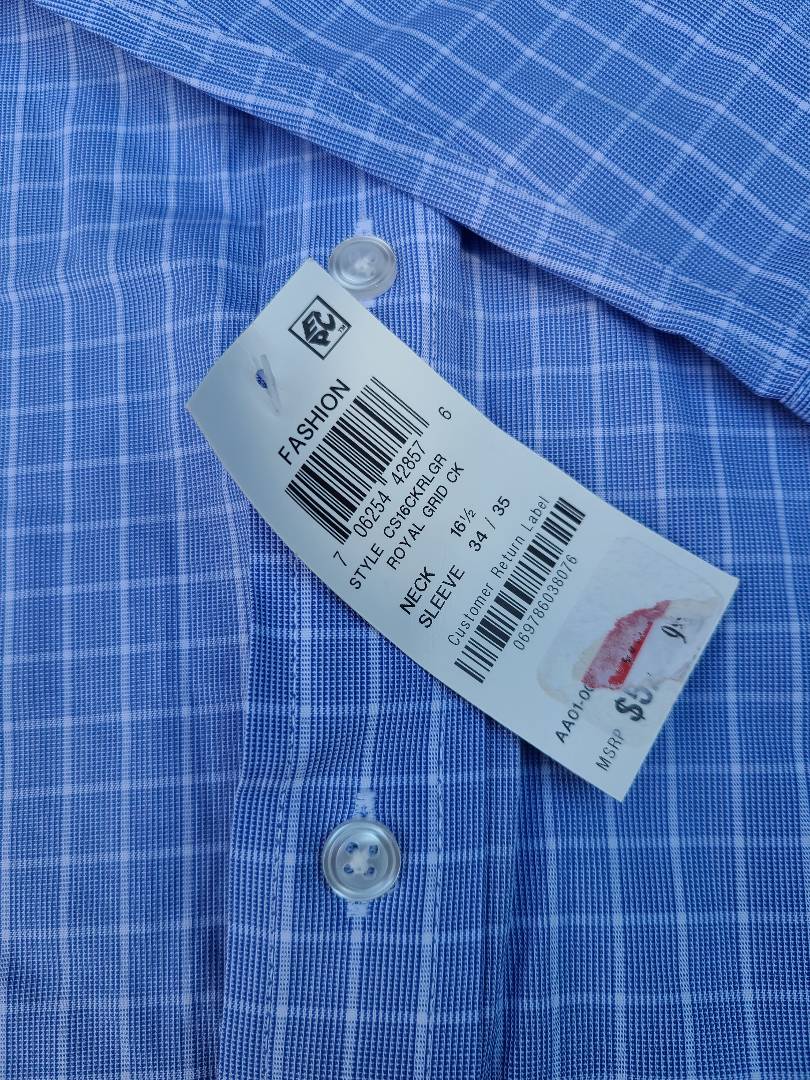 EPC™
FASHION
7 06254 42857 6
STYLE CS16CKRLGR
ROYAL GRID CK
NECK 16½
SLEEVE 34 / 35
Customer Return Label
069786038076
MSRP